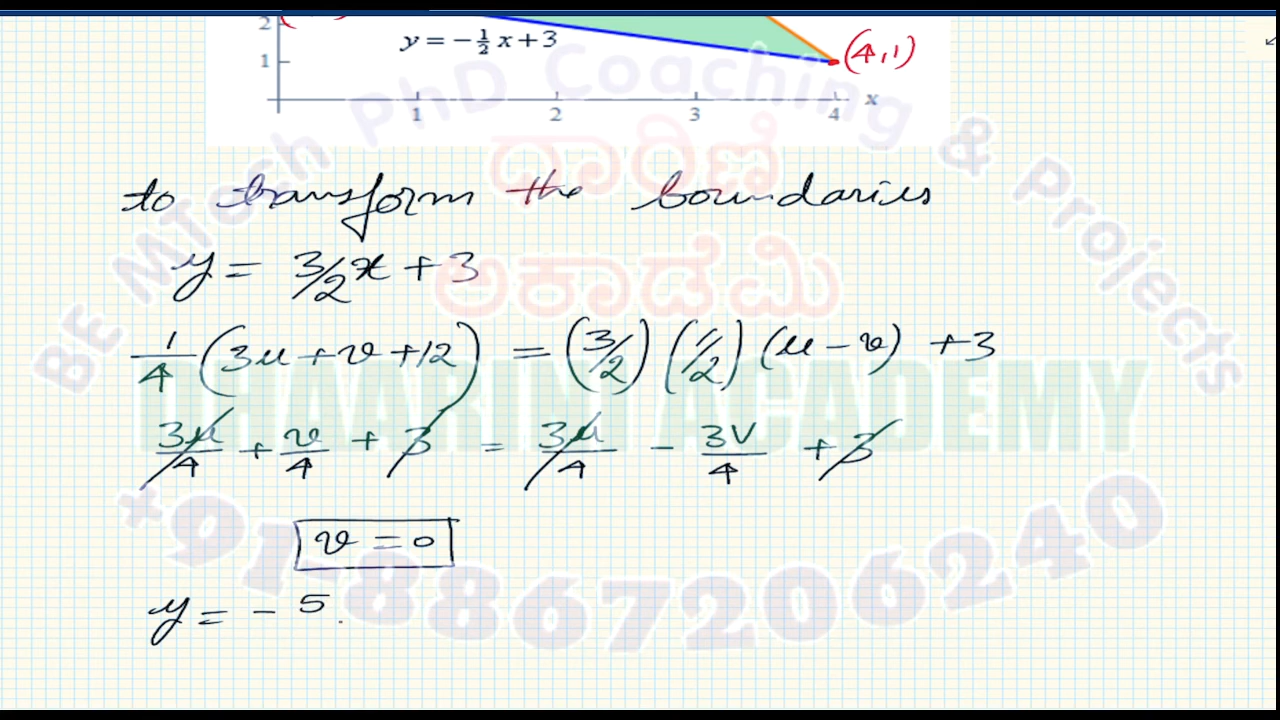 2
y = -½ x + 3
(4,1)
1
1 2 3 4 x
BE MTech PhD Coaching & Projects
ಧಾರಿಣಿ
ಅಕಾಡೆಮಿ
DHAARINI ACADEMY
+91-8867206240
to transform the boundaries
y = 3/2 x + 3
1/4 (3u + v + 12) = (3/2) (1/2) (u - v) + 3
3u/4 + v/4 + 3 = 3u/4 - 3v/4 + 3
v = 0
y = - 5